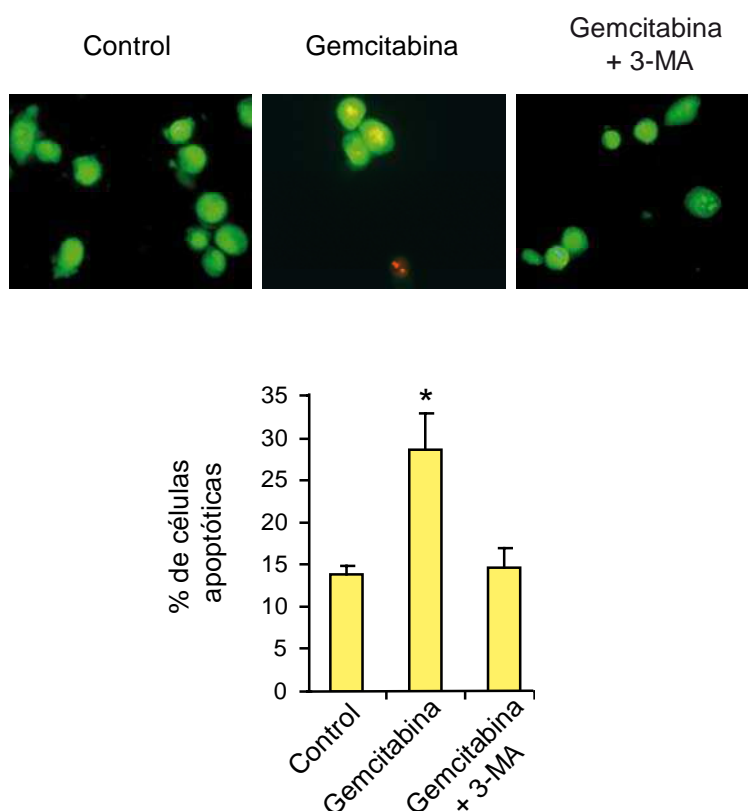 Control
Gemcitabina
Gemcitabina
+ 3-MA
% de células
apoptóticas
35
30
25
20
15
10
5
0
*
Control
Gemcitabina
Gemcitabina
+ 3-MA